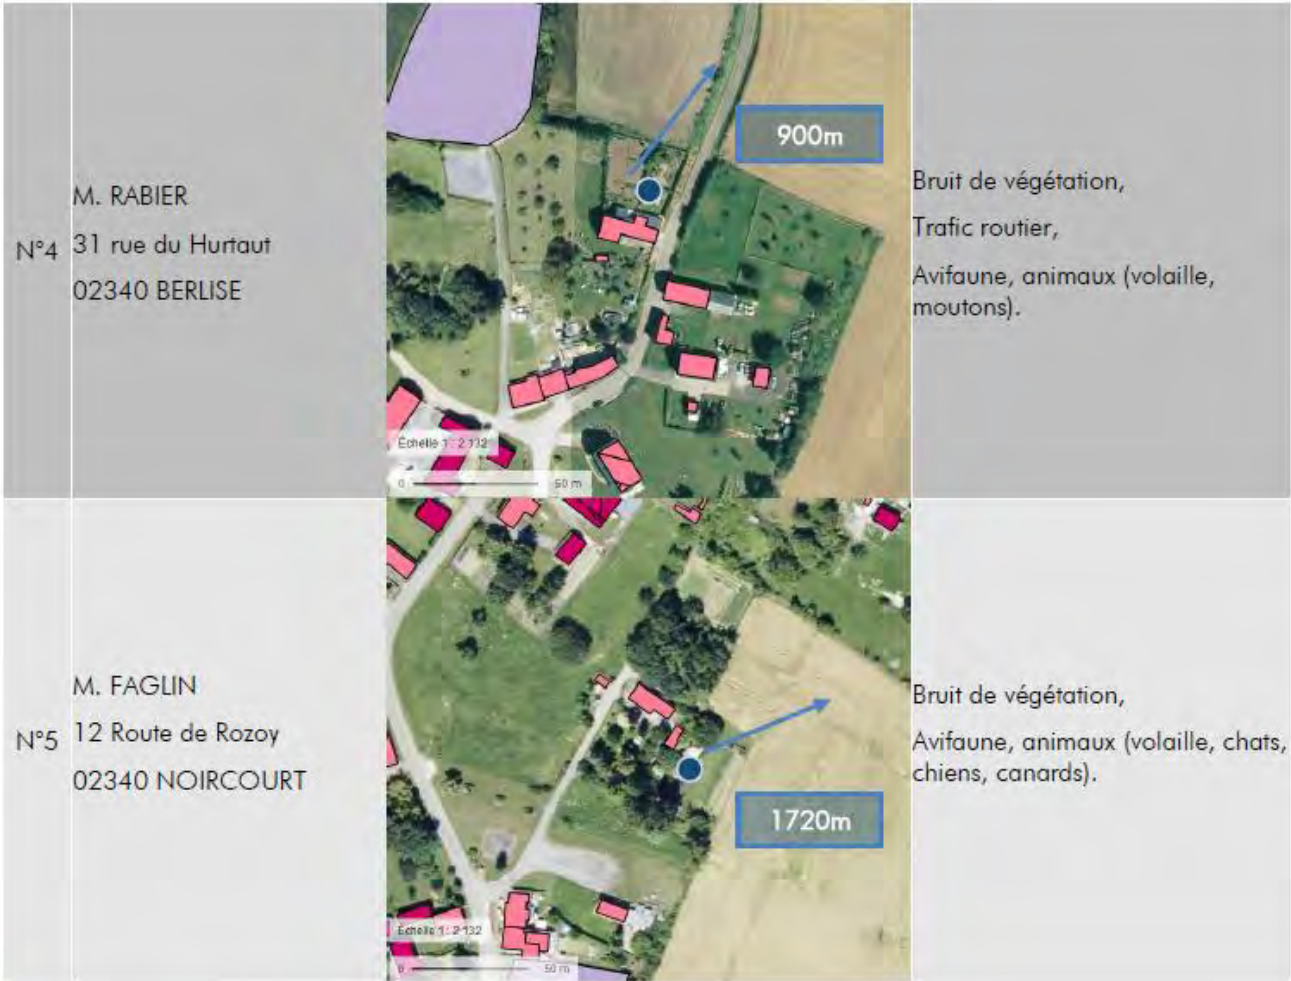 N°4
M. RABIER
31 rue du Hurtaut
02340 BERLISE
900m
Échelle 1 : 2 132
0 50 m
Bruit de végétation,
Trafic routier,
Avifaune, animaux (volaille,
moutons).
N°5
M. FAGLIN
12 Route de Rozoy
02340 NOIRCOURT
1720m
Échelle 1 : 2 132
0 50 m
Bruit de végétation,
Avifaune, animaux (volaille, chats,
chiens, canards).